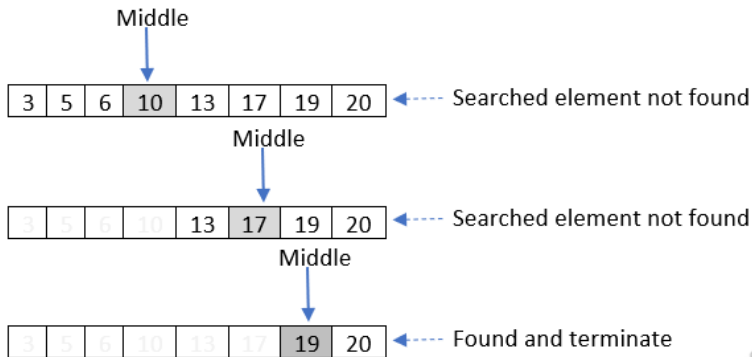 Middle
3 5 6 10 13 17 19 20 Searched element not found
Middle
3 5 6 10 13 17 19 20 Searched element not found
Middle
3 5 6 10 13 17 19 20 Found and terminate